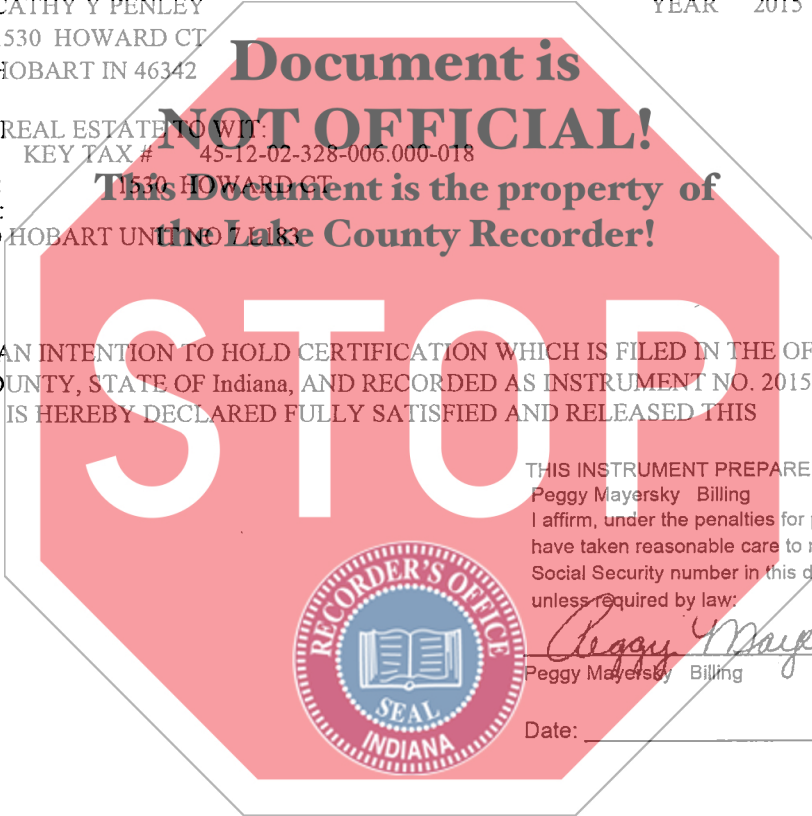 CATHY Y PENLEY YEAR 2015
1530 HOWARD CT
HOBART IN 46342
Document is
NOT OFFICIAL!
This Document is the property of
the Lake County Recorder!
REAL ESTATE TO WIT:
KEY TAX # 45-12-02-328-006.000-018
1530 HOWARD CT
HOBART UNIT NO 7 L.183
STOP
AN INTENTION TO HOLD CERTIFICATION WHICH IS FILED IN THE OF
OUNTY, STATE OF Indiana, AND RECORDED AS INSTRUMENT NO. 2015
IS HEREBY DECLARED FULLY SATISFIED AND RELEASED THIS
THIS INSTRUMENT PREPARE
Peggy Mayersky Billing
I affirm, under the penalties for p
have taken reasonable care to r
Social Security number in this d
unless required by law:
Peggy Maye
Peggy Mayersky Billing
Date:
RECORDER'S OFFICE
SEAL
INDIANA